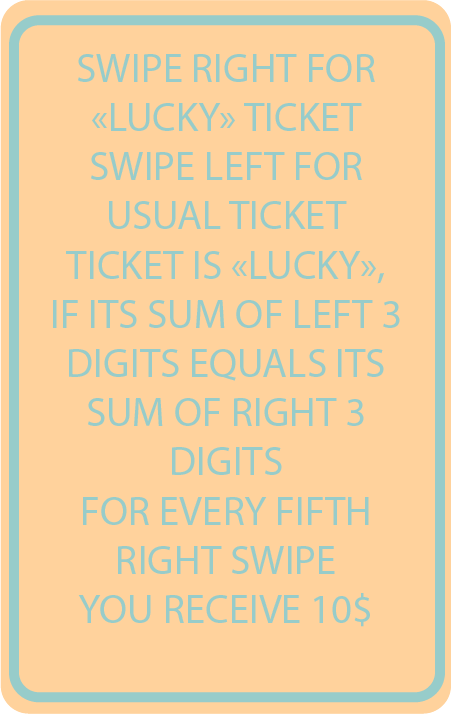 SWIPE RIGHT FOR
«LUCKY» TICKET
SWIPE LEFT FOR
USUAL TICKET
TICKET IS «LUCKY»,
IF ITS SUM OF LEFT 3
DIGITS EQUALS ITS
SUM OF RIGHT 3
DIGITS
FOR EVERY FIFTH
RIGHT SWIPE
YOU RECEIVE 10$